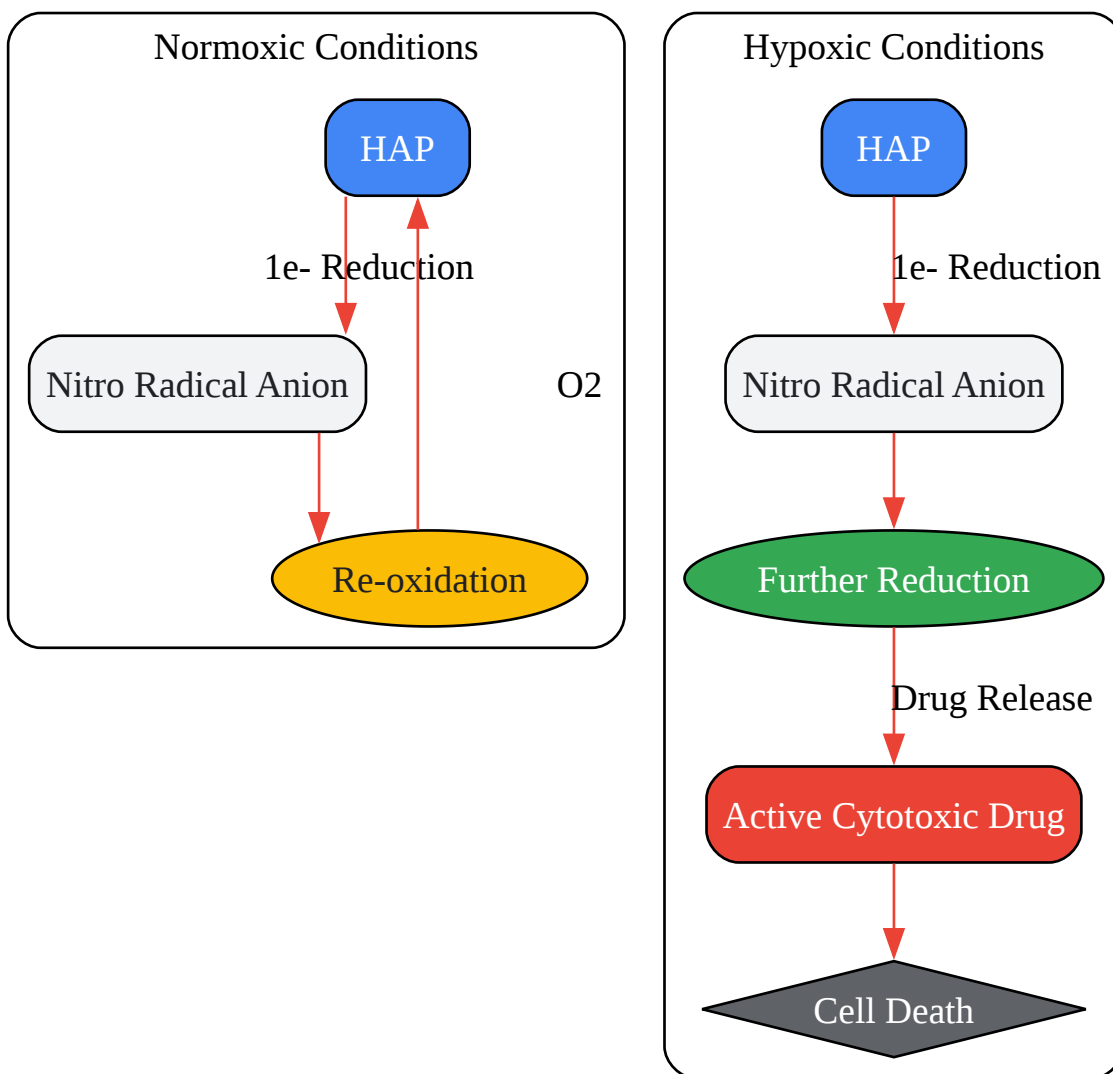 Normoxic Conditions
HAP
1e- Reduction
Nitro Radical Anion
O2
Re-oxidation
Hypoxic Conditions
HAP
1e- Reduction
Nitro Radical Anion
Further Reduction
Drug Release
Active Cytotoxic Drug
Cell Death